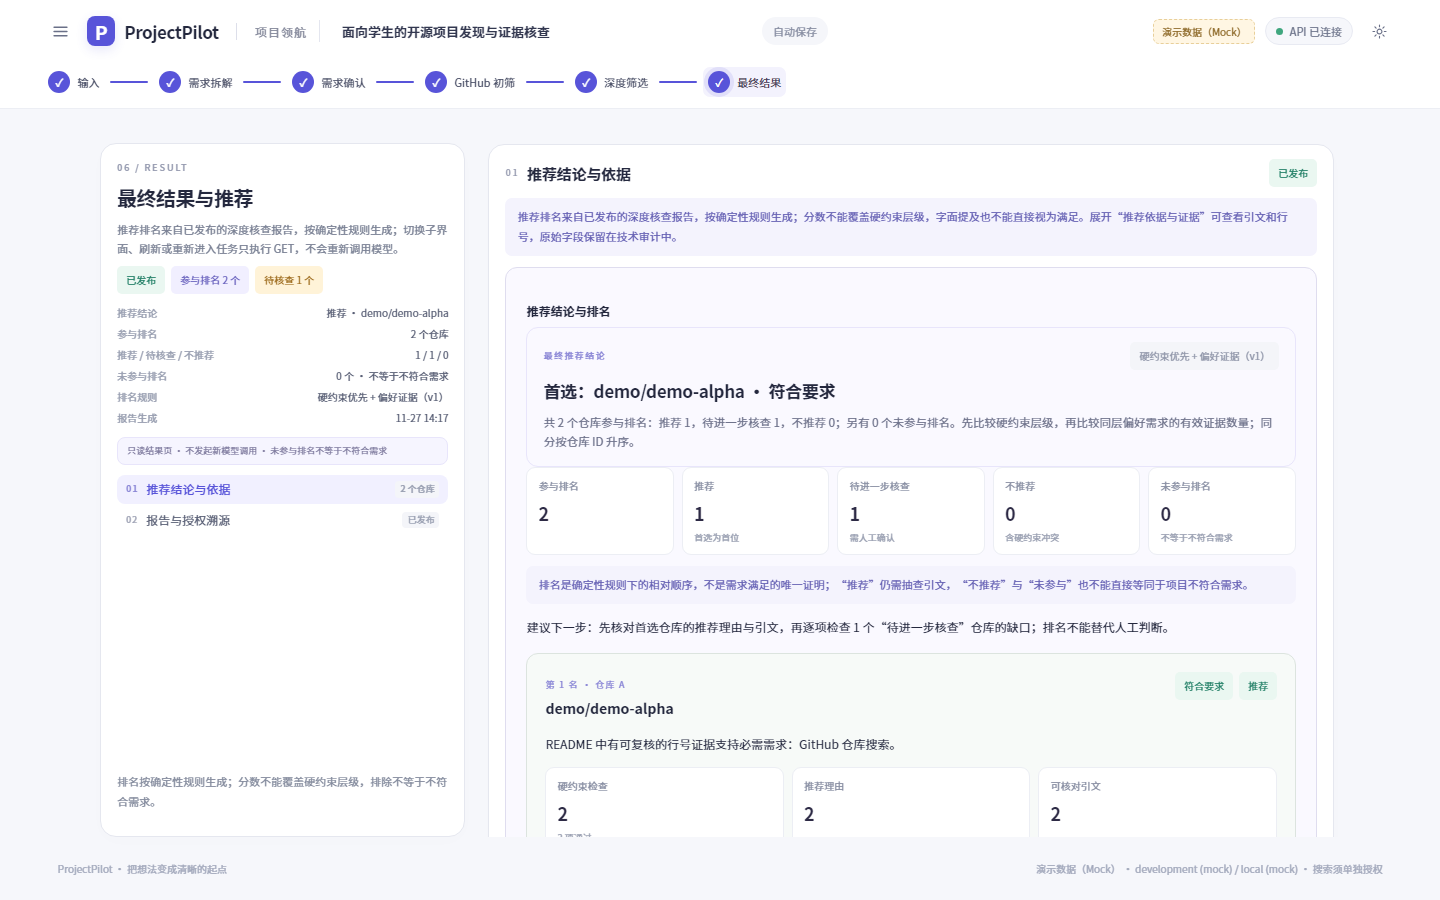 P ProjectPilot 项目领航 面向学生的开源项目发现与证据核查 自动保存 演示数据（Mock） API 已连接
✓ 输入 ✓ 需求拆解 ✓ 需求确认 ✓ GitHub 初筛 ✓ 深度筛选 ✓ 最终结果
06 / RESULT
最终结果与推荐
推荐排名来自已发布的深度核查报告，按确定性规则生成；切换子界
面、刷新或重新进入任务只执行 GET，不会重新调用模型。
已发布 参与排名 2 个 待核查 1 个
推荐结论 推荐 · demo/demo-alpha
参与排名 2 个仓库
推荐 / 待核查 / 不推荐 1 / 1 / 0
未参与排名 0 个 · 不等于不符合需求
排名规则 硬约束优先 + 偏好证据（v1）
报告生成 11-27 14:17
只读结果页 · 不发起新模型调用 · 未参与排名不等于不符合需求
01 推荐结论与依据 2 个仓库
02 报告与授权溯源 已发布
排名按确定性规则生成；分数不能覆盖硬约束层级，排除不等于不符
合需求。
01 推荐结论与依据 已发布
推荐排名来自已发布的深度核查报告，按确定性规则生成；分数不能覆盖硬约束层级，字面提及也不能直接视为满足。展开“推荐依据与证据”可查看引文和行
号，原始字段保留在技术审计中。
推荐结论与排名
最终推荐结论 硬约束优先 + 偏好证据（v1）
首选：demo/demo-alpha · 符合要求
共 2 个仓库参与排名：推荐 1，待进一步核查 1，不推荐 0；另有 0 个未参与排名。先比较硬约束层级，再比较同层偏好需求的有效证据数量；同
分按仓库 ID 升序。
参与排名 推荐 待进一步核查 不推荐 未参与排名
2 1 1 0 0
首选为首位 需人工确认 含硬约束冲突 不等于不符合需求
排名是确定性规则下的相对顺序，不是需求满足的唯一证明；“推荐”仍需抽查引文，“不推荐”与“未参与”也不能直接等同于项目不符合需求。
建议下一步：先核对首选仓库的推荐理由与引文，再逐项检查 1 个“待进一步核查”仓库的缺口；排名不能替代人工判断。
第 1 名 · 仓库 A 符合要求 推荐
demo/demo-alpha
README 中有可复核的行号证据支持必需需求：GitHub 仓库搜索。
硬约束检查 推荐理由 可核对引文
2 2 2
ProjectPilot · 把想法变成清晰的起点 演示数据（Mock） · development (mock) / local (mock) · 搜索须单独授权